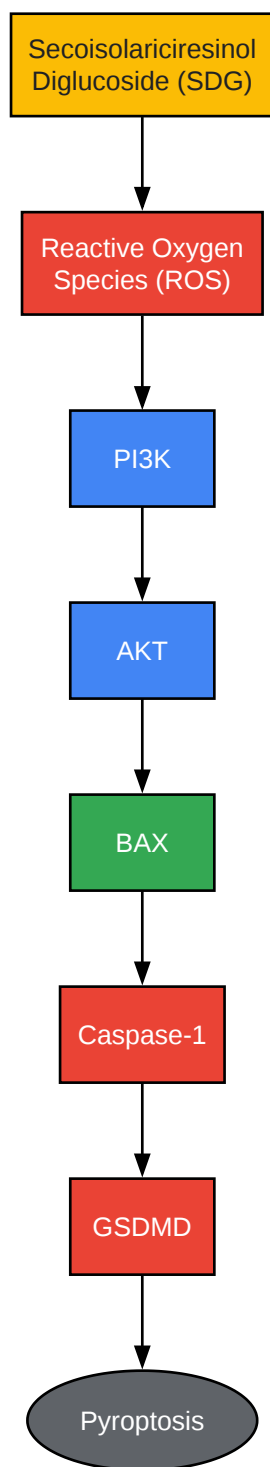 Secoisolariciresinol
Diglucoside (SDG)
Reactive Oxygen
Species (ROS)
PI3K
AKT
BAX
Caspase-1
GSDMD
Pyroptosis